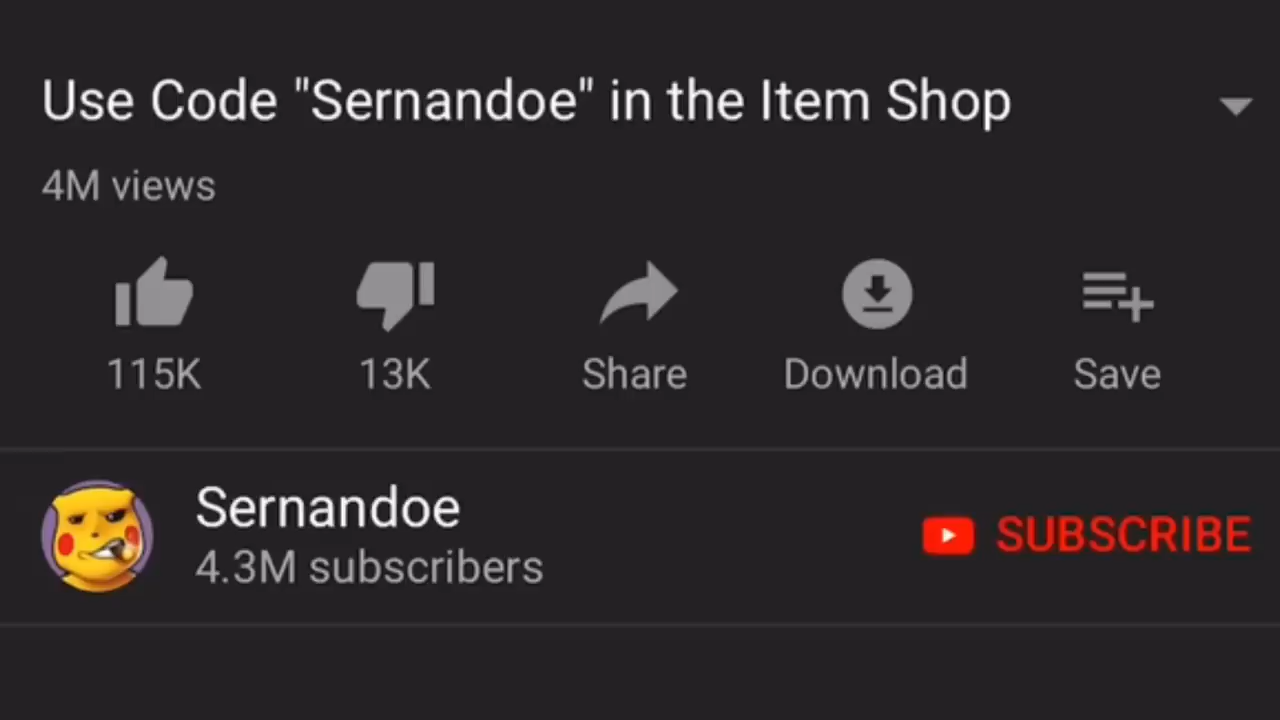 Use Code "Sernandoe" in the Item Shop
4M views
115K 13K Share Download Save
Sernandoe
4.3M subscribers
SUBSCRIBE